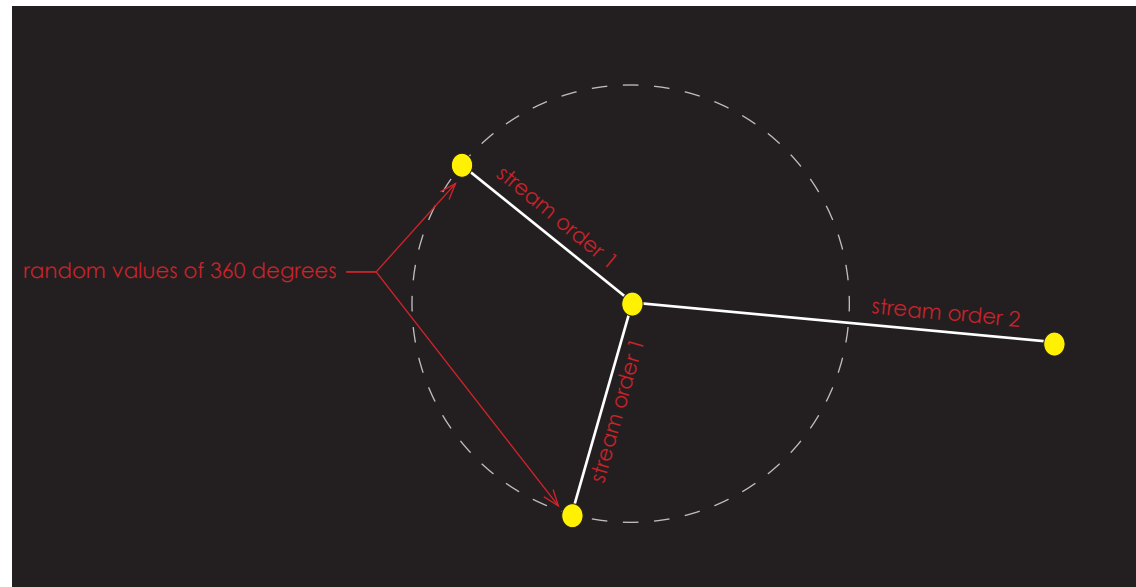 stream order 1
random values of 360 degrees
stream order 2
stream order 1